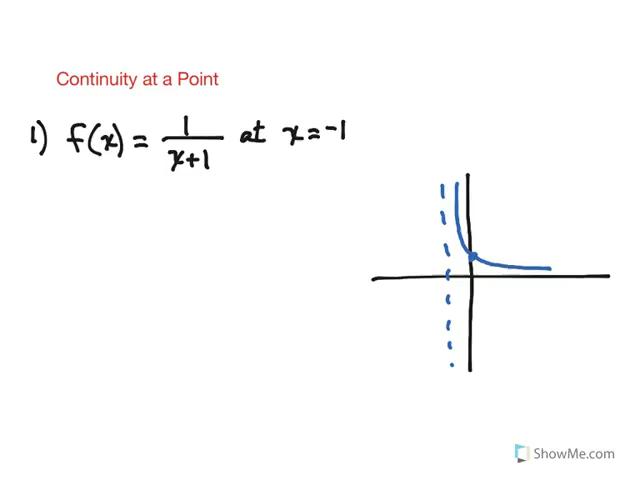 Continuity at a Point
1) f(x) = 1/(x+1) at x = -1
ShowMe.com